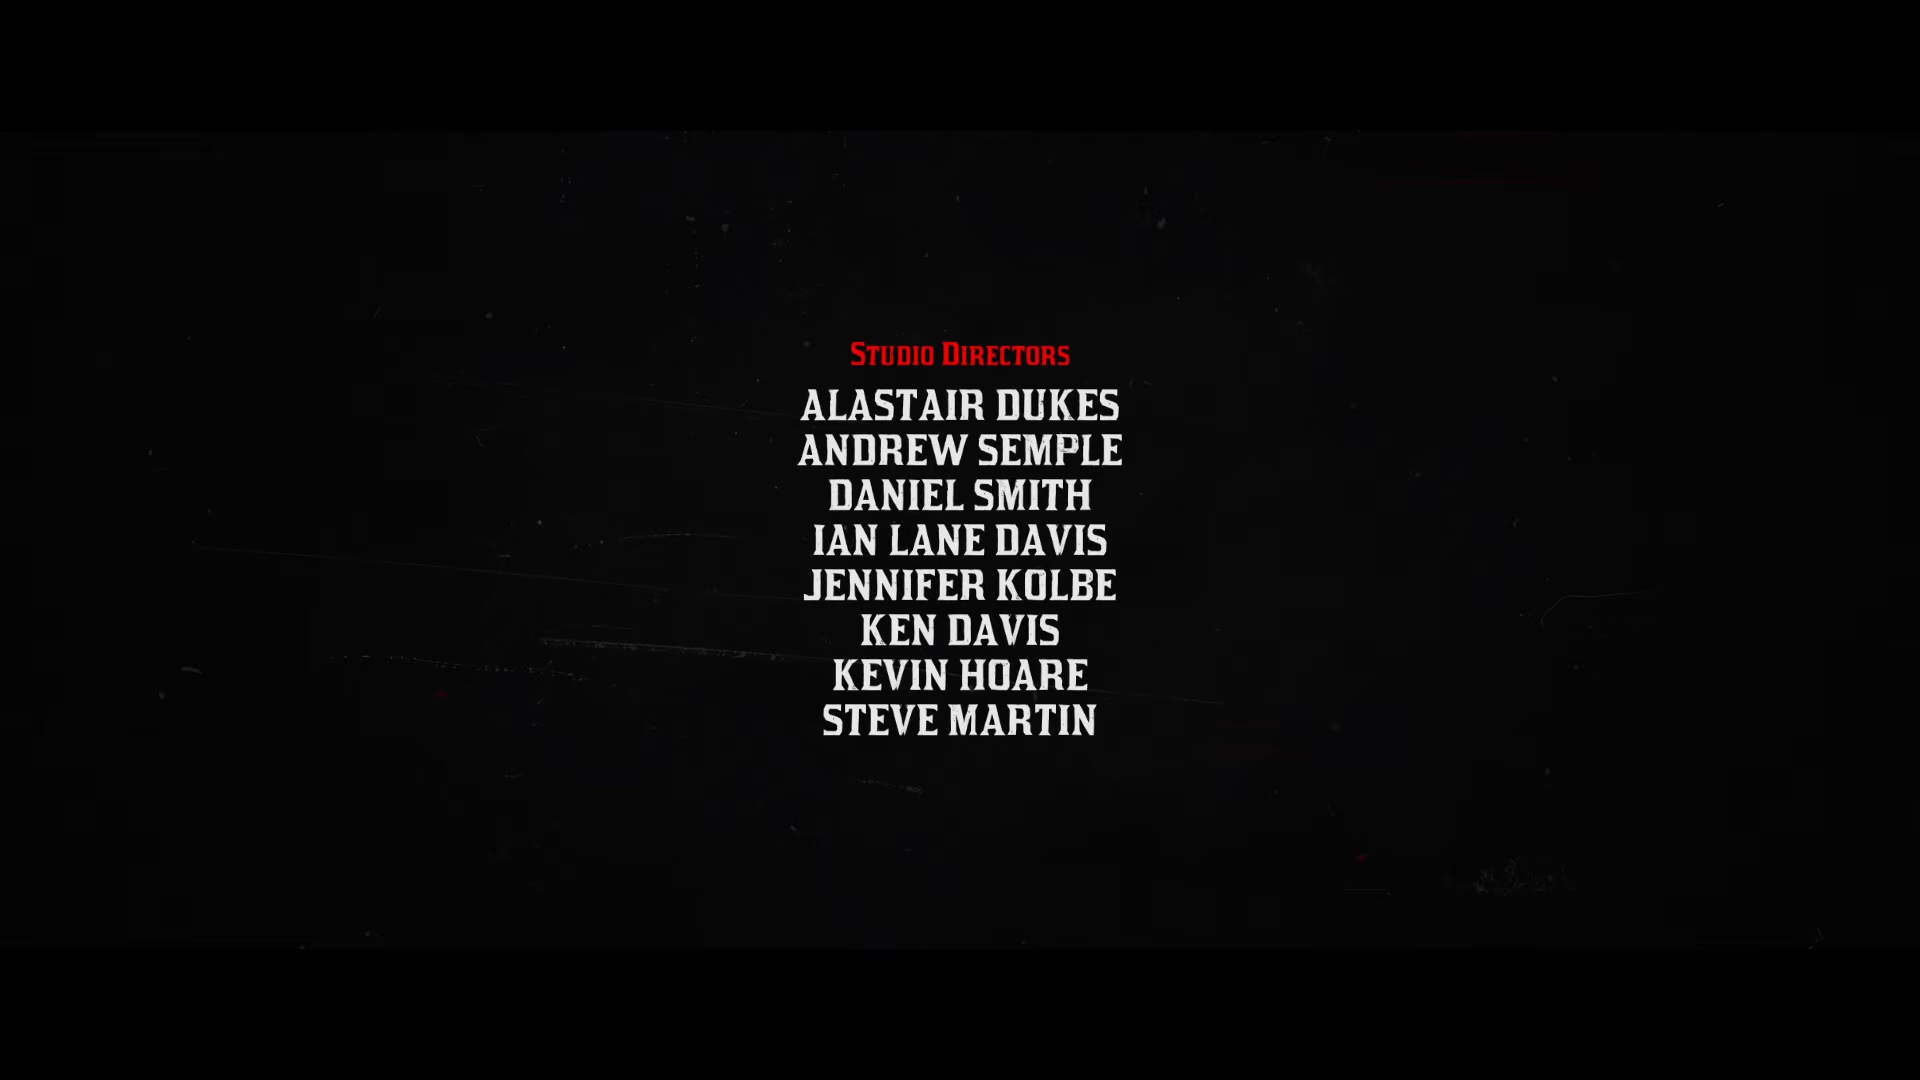 Studio Directors
ALASTAIR DUKES
ANDREW SEMPLE
DANIEL SMITH
IAN LANE DAVIS
JENNIFER KOLBE
KEN DAVIS
KEVIN HOARE
STEVE MARTIN